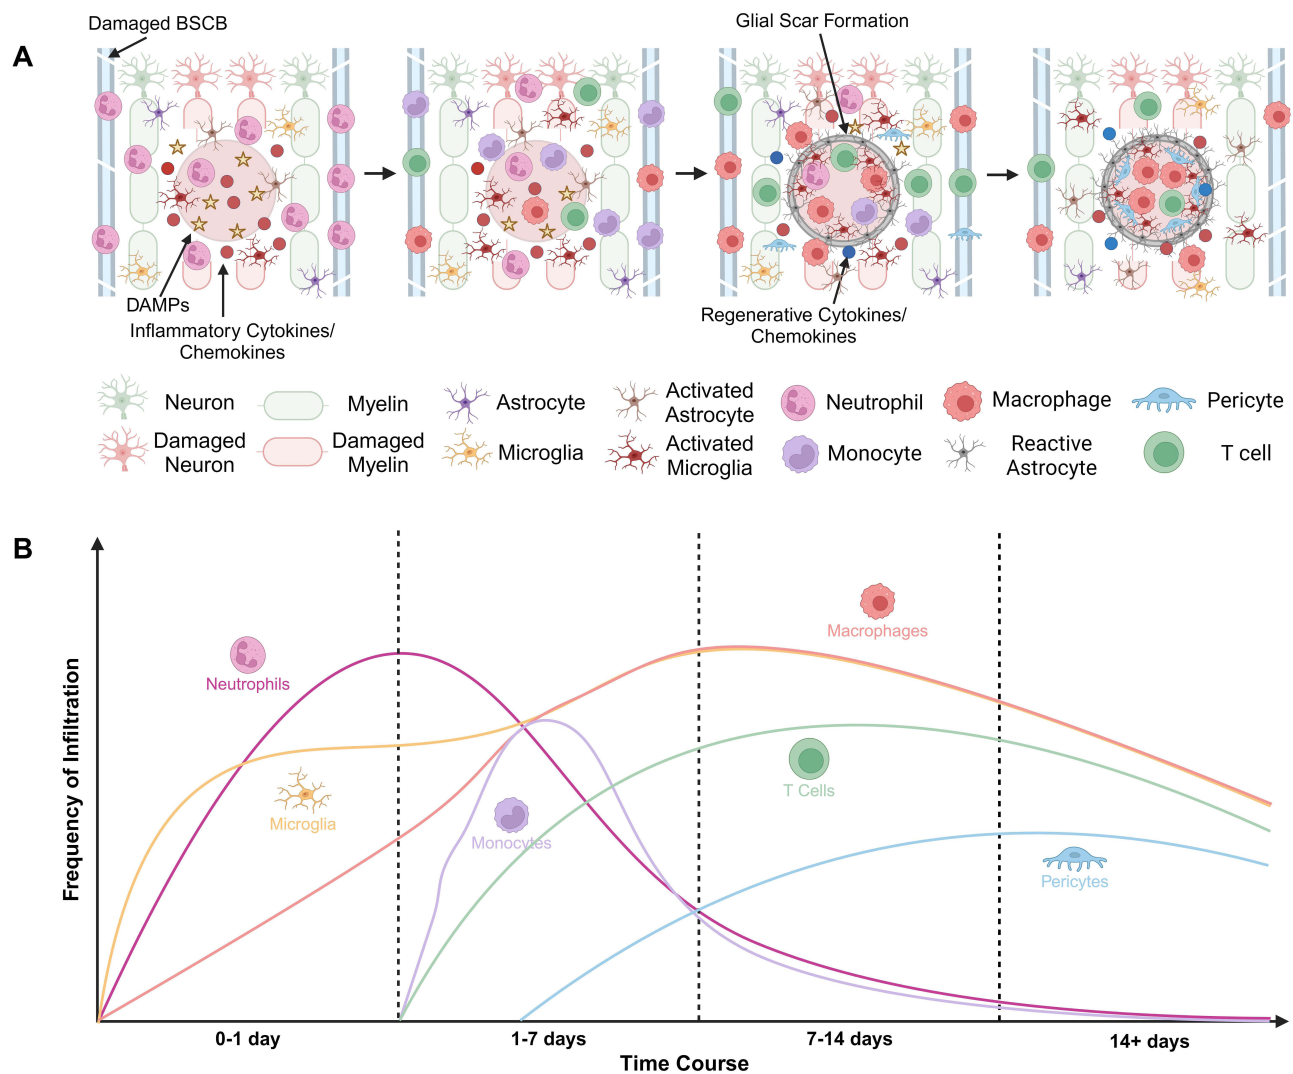 Damaged BSCB
Glial Scar Formation
A
DAMPs
Inflammatory Cytokines/
Chemokines
Regenerative Cytokines/
Chemokines
Neuron
Myelin
Astrocyte
Activated
Astrocyte
Neutrophil
Macrophage
Pericyte
Damaged
Neuron
Damaged
Myelin
Microglia
Activated
Microglia
Monocyte
Reactive
Astrocyte
T cell
B
Frequency of Infiltration
Neutrophils
Microglia
Monocytes
Macrophages
T Cells
Pericytes
0-1 day
1-7 days
7-14 days
14+ days
Time Course